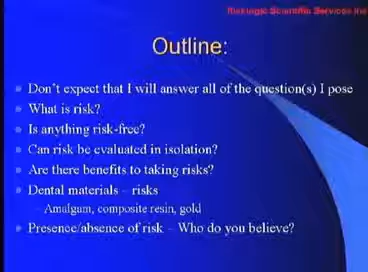 Risklogic Scientific Services Inc
Outline:
Don't expect that I will answer all of the question(s) I pose
What is risk?
Is anything risk-free?
Can risk be evaluated in isolation?
Are there benefits to taking risks?
Dental materials – risks
– Amalgam, composite resin, gold
Presence/absence of risk – Who do you believe?